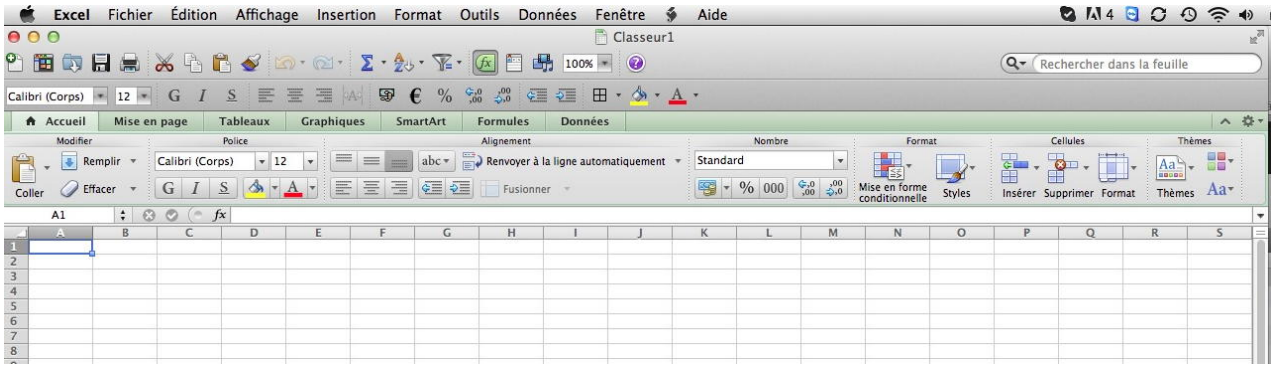 Excel Fichier Édition Affichage Insertion Format Outils Données Fenêtre Aide 4
Classeur1
100% ?
Rechercher dans la feuille
Calibri (Corps) 12 G I S € % A
Accueil Mise en page Tableaux Graphiques SmartArt Formules Données
Modifier Police Alignement Nombre Format Cellules Thèmes
Remplir Calibri (Corps) 12 abc Renvoyer à la ligne automatiquement Standard
Coller Effacer G I S A Fusionner % 000 Mise en forme conditionnelle Styles Insérer Supprimer Format Thèmes Aa
A1 fx
A B C D E F G H I J K L M N O P Q R S
1
2
3
4
5
6
7
8